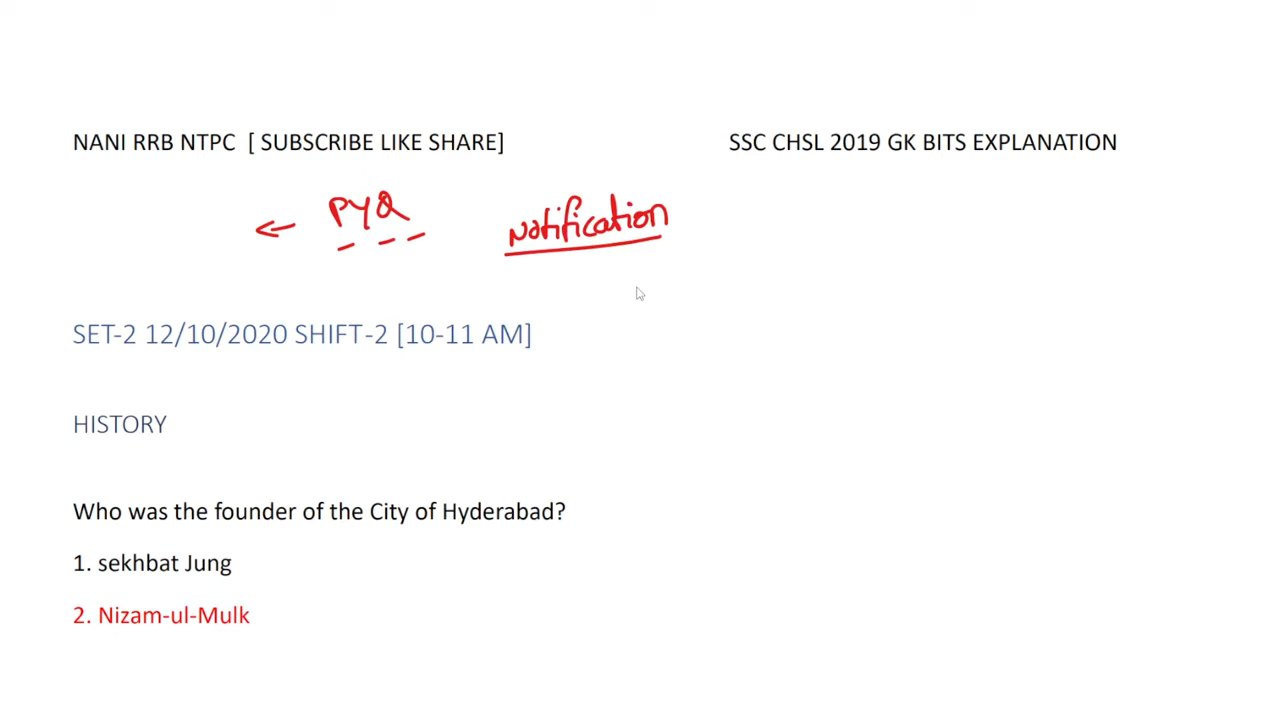 NANI RRB NTPC [ SUBSCRIBE LIKE SHARE] SSC CHSL 2019 GK BITS EXPLANATION
← PYQ notification
SET-2 12/10/2020 SHIFT-2 [10-11 AM]
HISTORY
Who was the founder of the City of Hyderabad?
1. sekhbat Jung
2. Nizam-ul-Mulk